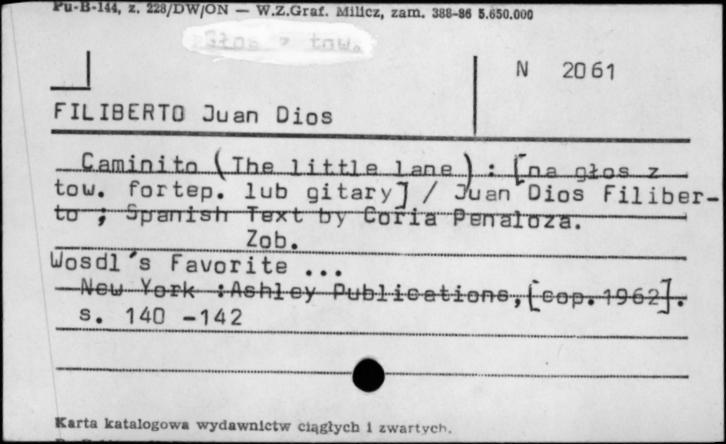 Pu-B-144, z. 228/DW/ON — W.Z.Graf. Milicz, zam. 388-86 5.650.000
Głos z tow.
N 2061
FILIBERTO Juan Dios
Caminito (The little lane) : [na głos z
tow. fortep. lub gitary] / Juan Dios Filiber-
to ; Spanish Text by Coria Penaloza.
Zob.
Wosdl's Favorite ...
New York : Ashley Publications, [cop. 1962].
s. 140 -142
Karta katalogowa wydawnictw ciągłych i zwartych.